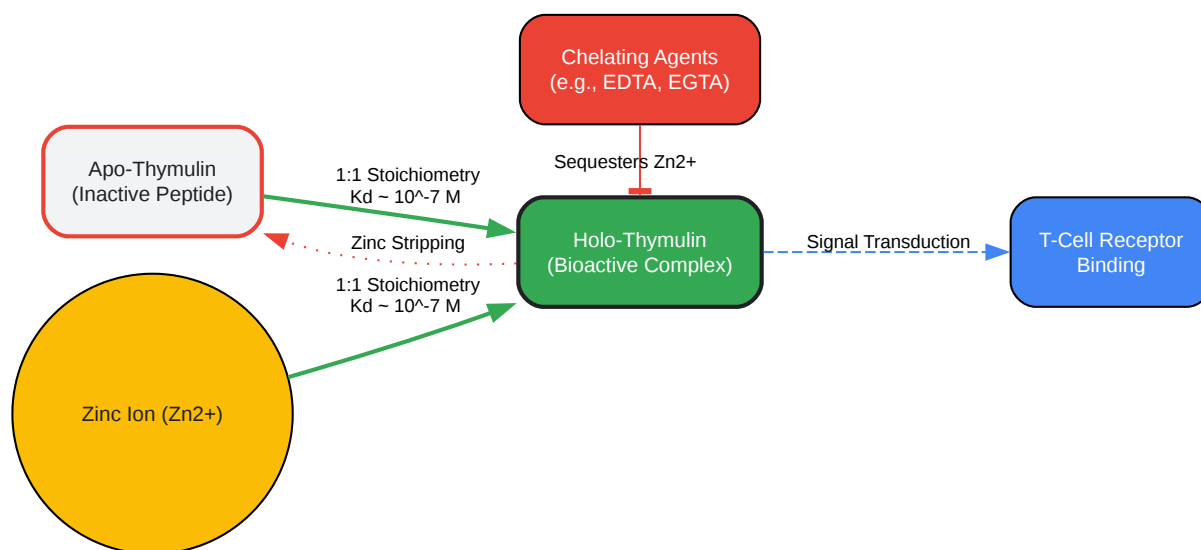 Chelating Agents
(e.g., EDTA, EGTA)
Sequesters Zn2+
Apo-Thymulin
(Inactive Peptide)
1:1 Stoichiometry
Kd ~ 10^-7 M
Zinc Stripping
1:1 Stoichiometry
Kd ~ 10^-7 M
Holo-Thymulin
(Bioactive Complex)
Signal Transduction
T-Cell Receptor
Binding
Zinc Ion (Zn2+)